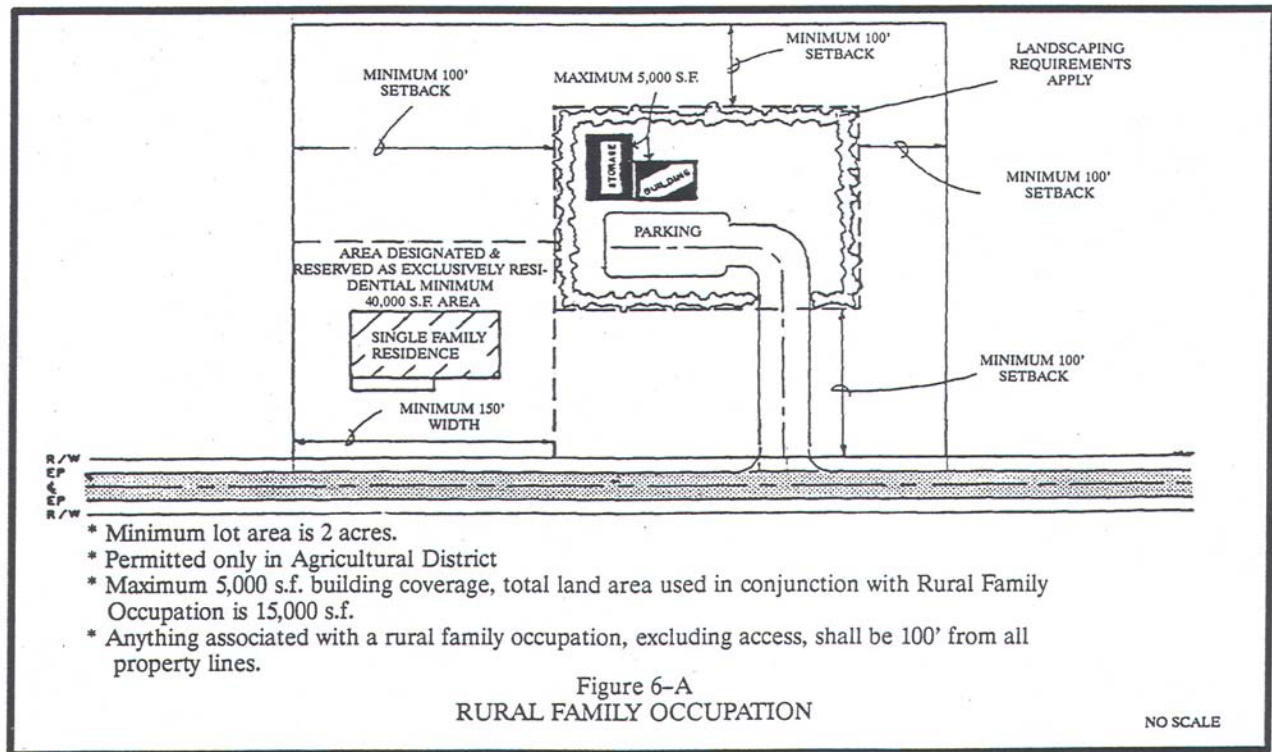 MINIMUM 100'
SETBACK
MINIMUM 100'
SETBACK
LANDSCAPING
REQUIREMENTS
APPLY
MAXIMUM 5,000 S.F.
STORAGE
BUILDING
MINIMUM 100'
SETBACK
PARKING
AREA DESIGNATED &
RESERVED AS EXCLUSIVELY RESI-
DENTIAL MINIMUM
40,000 S.F. AREA
SINGLE FAMILY
RESIDENCE
MINIMUM 100'
SETBACK
MINIMUM 150'
WIDTH
R/W
EP
℄
EP
R/W
* Minimum lot area is 2 acres.
* Permitted only in Agricultural District
* Maximum 5,000 s.f. building coverage, total land area used in conjunction with Rural Family
Occupation is 15,000 s.f.
* Anything associated with a rural family occupation, excluding access, shall be 100' from all
property lines.
Figure 6-A
RURAL FAMILY OCCUPATION
NO SCALE